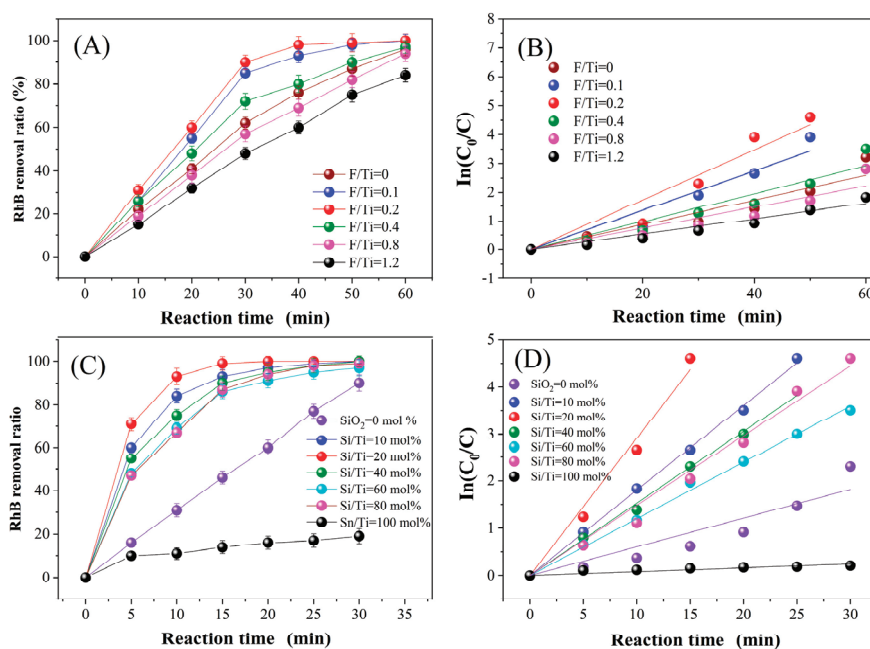 (A)
RhB removal ratio (%)
100
80
60
40
20
0
F/Ti=0
F/Ti=0.1
F/Ti=0.2
F/Ti=0.4
F/Ti=0.8
F/Ti=1.2
0 10 20 30 40 50 60
Reaction time (min)
(B)
In(C₀/C)
8
7
6
5
4
3
2
1
0
-1
F/Ti=0
F/Ti=0.1
F/Ti=0.2
F/Ti=0.4
F/Ti=0.8
F/Ti=1.2
0 10 20 30 40 50 60
Reaction time (min)
(C)
RhB removal ratio
100
80
60
40
20
0
SiO₂=0 mol %
Si/Ti=10 mol%
Si/Ti=20 mol%
Si/Ti=40 mol%
Si/Ti=60 mol%
Si/Ti=80 mol%
Sn/Ti=100 mol%
0 5 10 15 20 25 30 35
Reaction time (min)
(D)
In(C₀/C)
5
4
3
2
1
0
SiO₂=0 mol%
Si/Ti=10 mol%
Si/Ti=20 mol%
Si/Ti=40 mol%
Si/Ti=60 mol%
Si/Ti=80 mol%
Si/Ti=100 mol%
0 5 10 15 20 25 30
Reaction time (min)